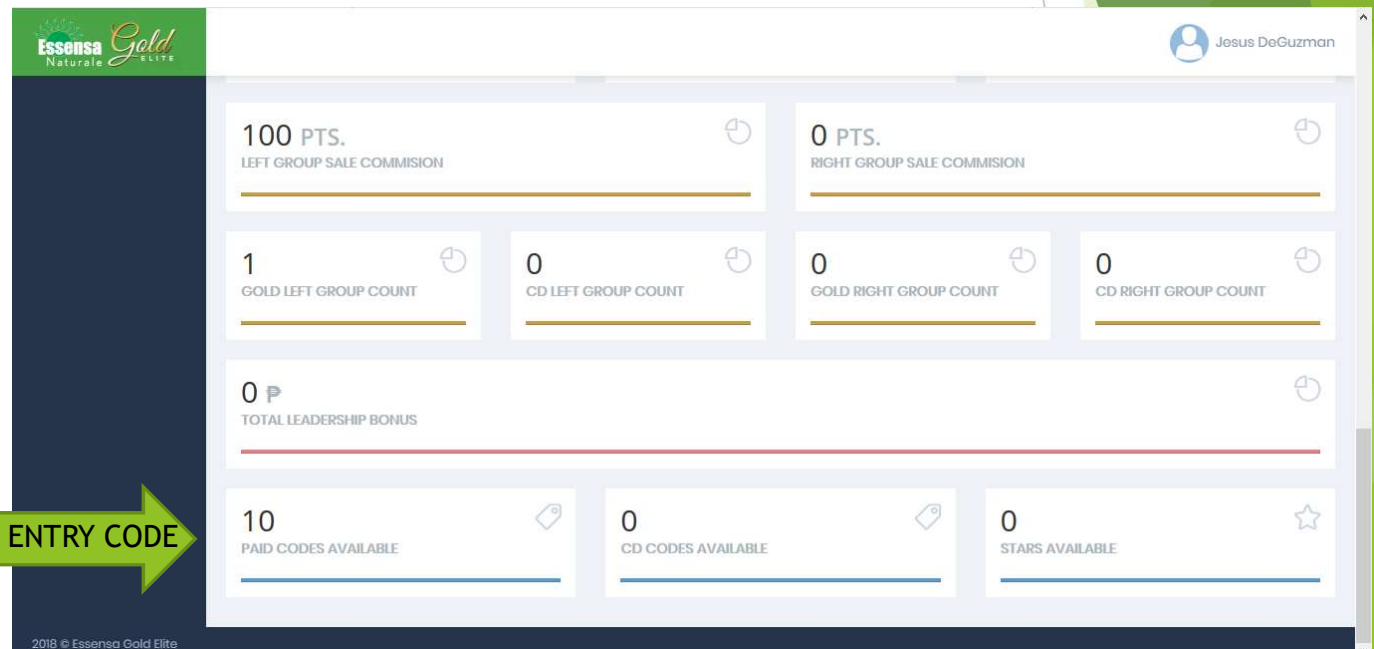 Essensa Gold
Naturale ELITE
Jesus DeGuzman
100 PTS.
LEFT GROUP SALE COMMISION
0 PTS.
RIGHT GROUP SALE COMMISION
1
GOLD LEFT GROUP COUNT
0
CD LEFT GROUP COUNT
0
GOLD RIGHT GROUP COUNT
0
CD RIGHT GROUP COUNT
0 ₱
TOTAL LEADERSHIP BONUS
ENTRY CODE
10
PAID CODES AVAILABLE
0
CD CODES AVAILABLE
0
STARS AVAILABLE
2018 © Essensa Gold Elite